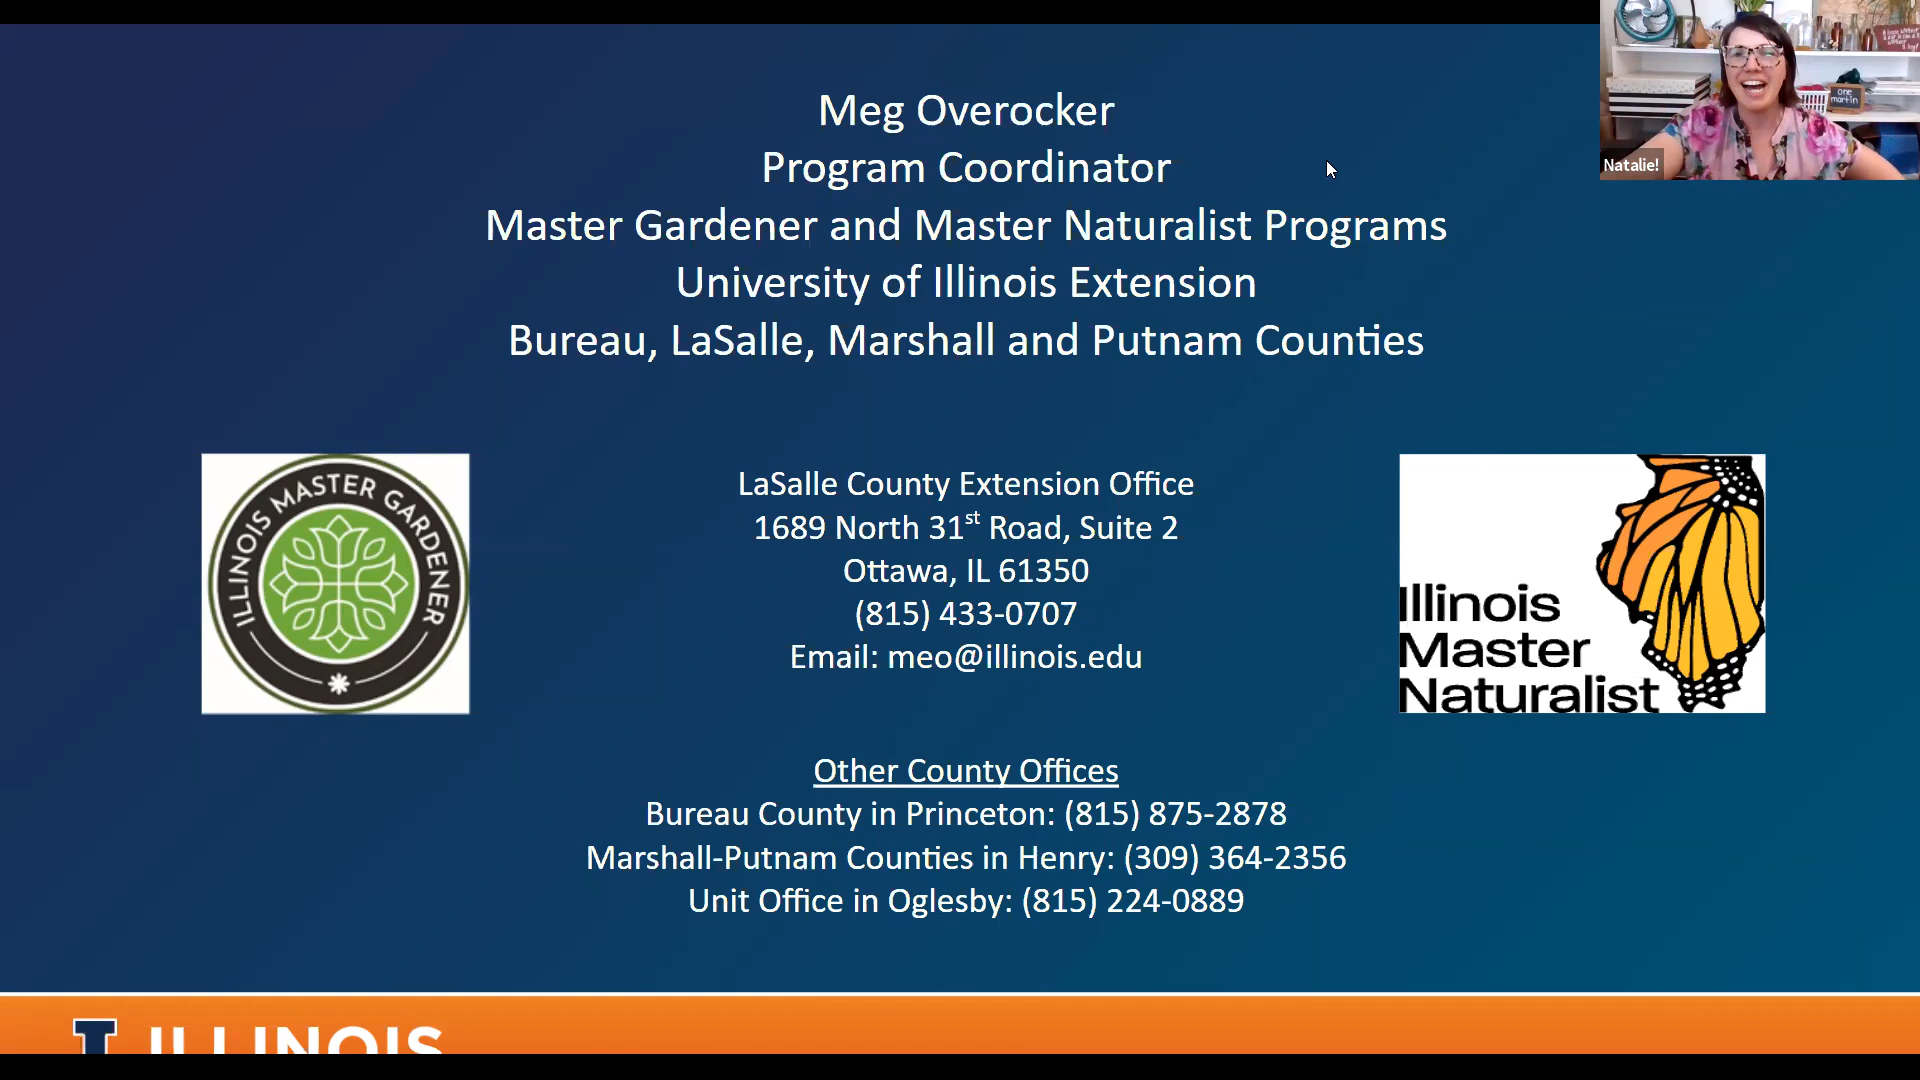 Meg Overocker
Program Coordinator
Master Gardener and Master Naturalist Programs
University of Illinois Extension
Bureau, LaSalle, Marshall and Putnam Counties
Natalie!
one
martin
ILLINOIS MASTER GARDENER
LaSalle County Extension Office
1689 North 31st Road, Suite 2
Ottawa, IL 61350
(815) 433-0707
Email: meo@illinois.edu
Illinois
Master
Naturalist
Other County Offices
Bureau County in Princeton: (815) 875-2878
Marshall-Putnam Counties in Henry: (309) 364-2356
Unit Office in Oglesby: (815) 224-0889
I ILLINOIS